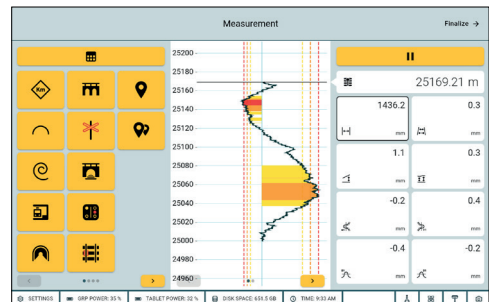 Measurement
Finalize →
Km
25200
25180
25160
25140
25120
25100
25080
25060
25040
25020
25000
24980
24960
25169.21 m
1436.2
mm
0.3
mm
1.1
mm
0.3
mm
-0.2
mm
0.4
mm
-0.4
mm
-0.2
mm
SETTINGS
GRP POWER: 35 %
TABLET POWER: 32 %
DISK SPACE: 651.5 GB
TIME: 9:33 AM